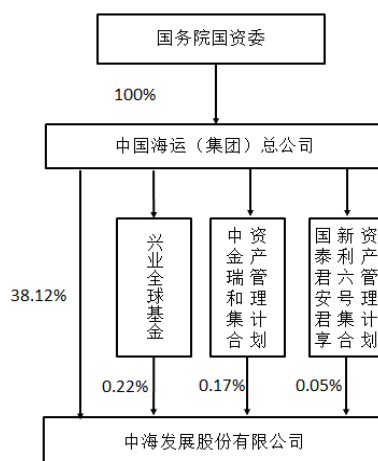 国务院国资委
100%
中国海运（集团）总公司
38.12%
兴业全球基金
中金瑞和集合
资产管理计划
国泰君安君享
新利六号集合
资产管理计划
0.22%
0.17%
0.05%
中海发展股份有限公司